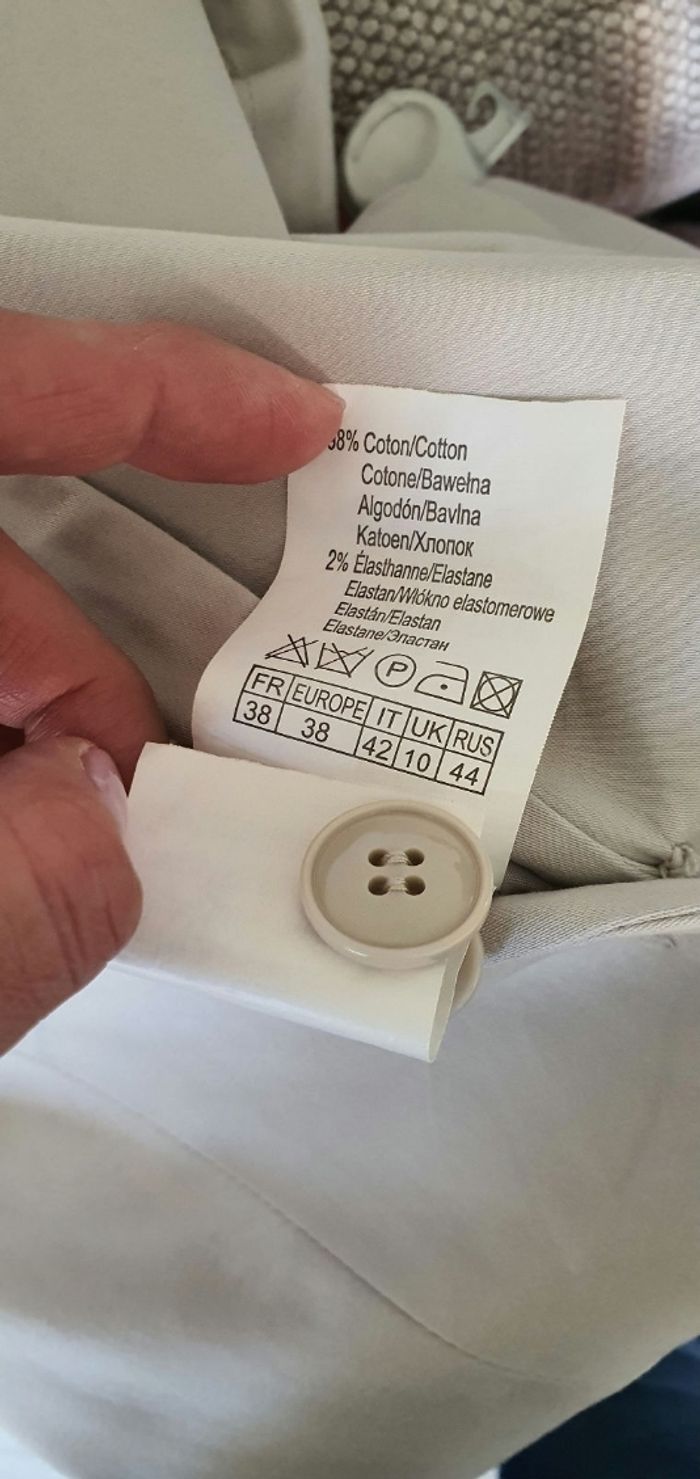 98% Coton/Cotton
Cotone/Bawełna
Algodón/Bavlna
Katoen/Хлопок
2% Élasthanne/Elastane
Elastan/Włókno elastomerowe
Elastán/Elastan
Elastane/Эластан
P
FR EUROPE IT UK RUS
38 38 42 10 44